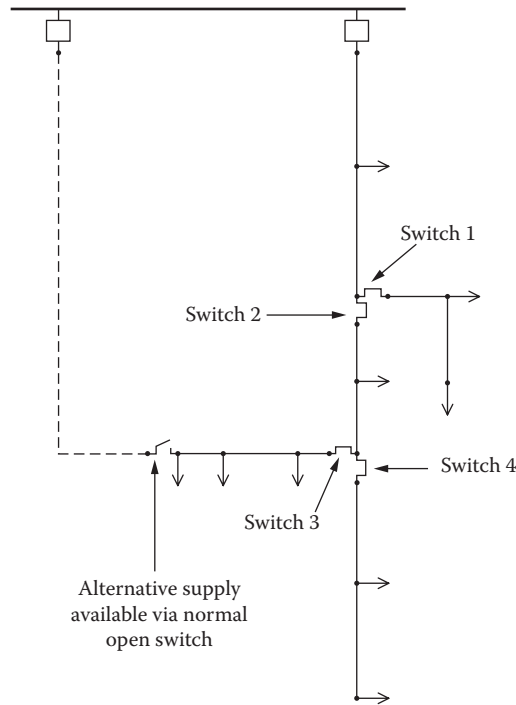 Switch 1
Switch 2
Switch 4
Switch 3
Alternative supply
available via normal
open switch